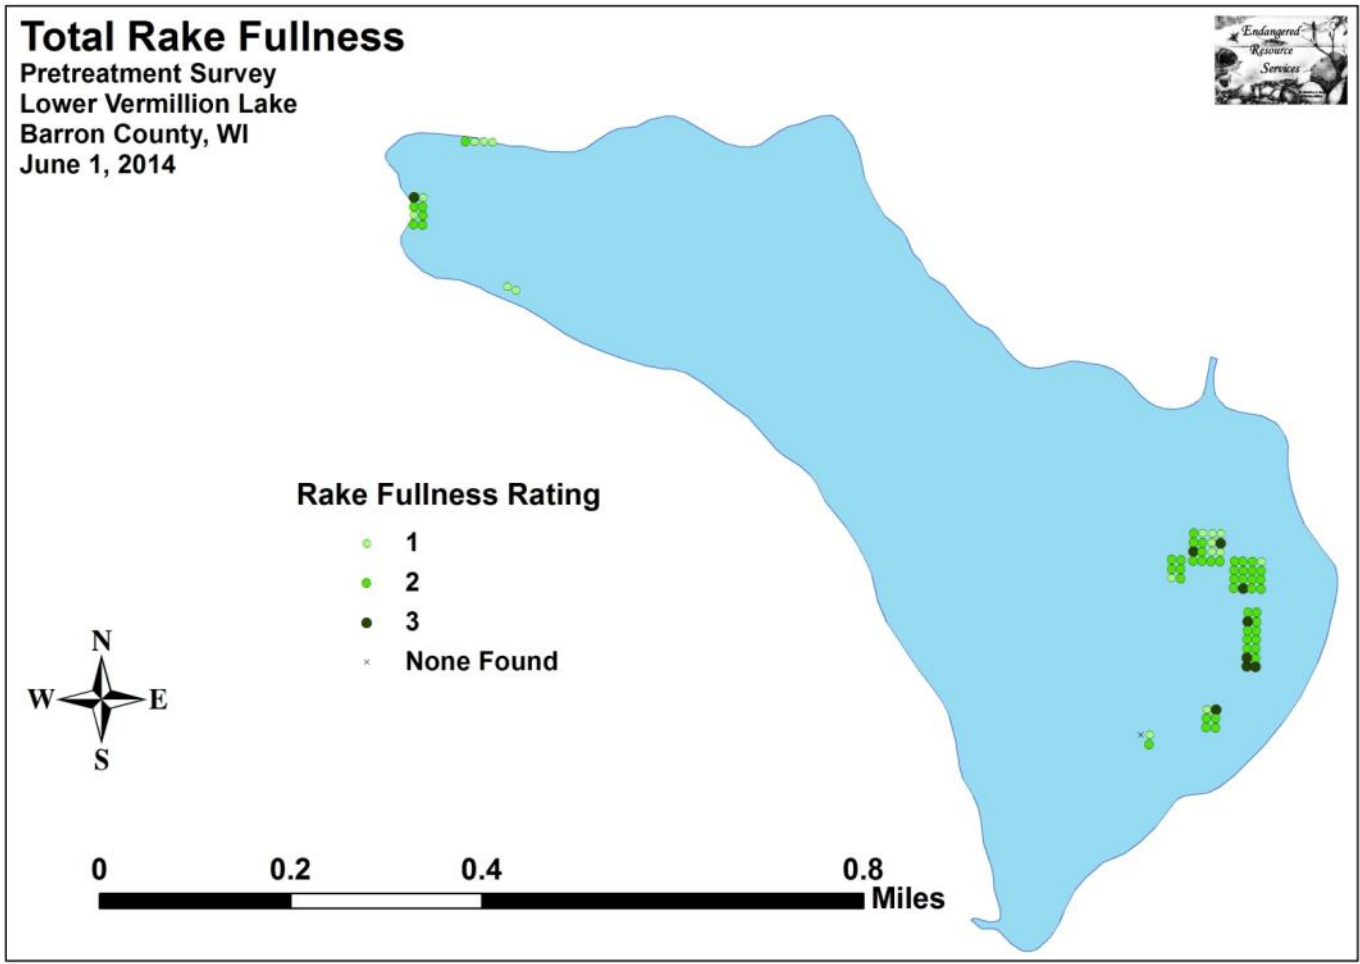 Total Rake Fullness
Pretreatment Survey
Lower Vermillion Lake
Barron County, WI
June 1, 2014
Endangered
Resource
Services
Rake Fullness Rating
1
2
3
None Found
N
W E
S
0 0.2 0.4 0.8
Miles